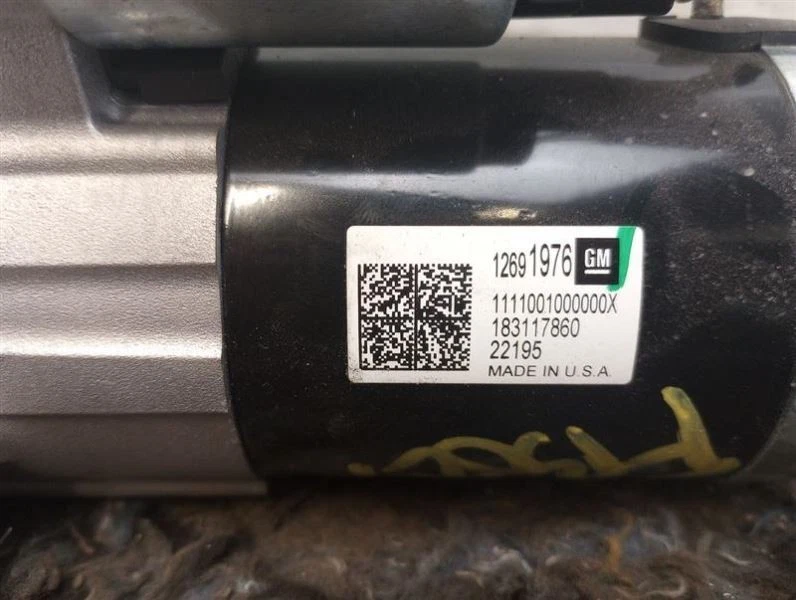 12691976 GM
1111001000000X
183117860
22195
MADE IN U.S.A.